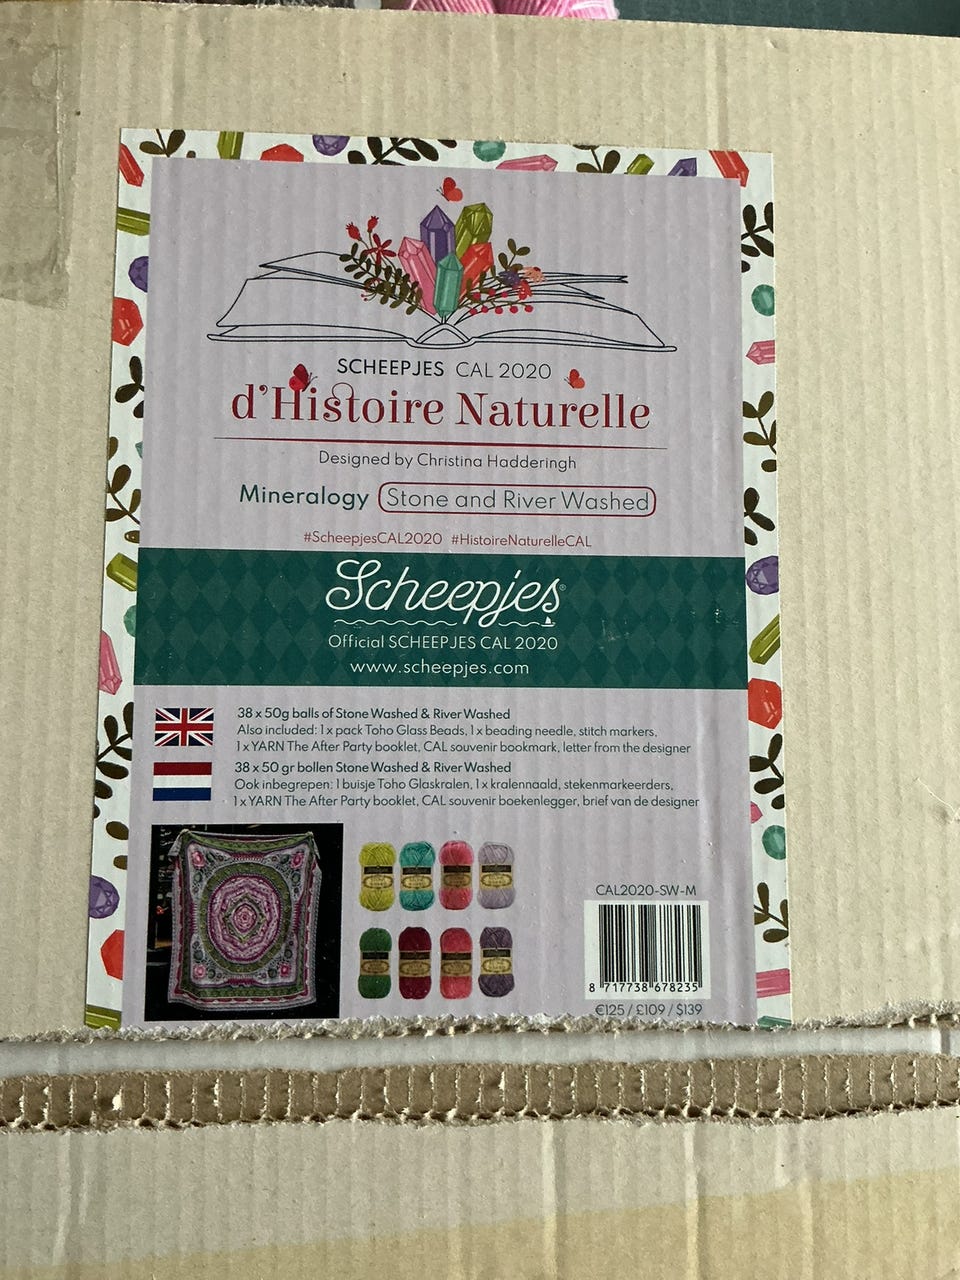 SCHEEPJES CAL 2020
d'Histoire Naturelle
Designed by Christina Hadderingh
Mineralogy Stone and River Washed
#ScheepjesCAL2020 #HistoireNaturelleCAL
Scheepjes®
Official SCHEEPJES CAL 2020
www.scheepjes.com
38 x 50g balls of Stone Washed & River Washed
Also included: 1 x pack Toho Glass Beads, 1 x beading needle, stitch markers,
1 x YARN The After Party booklet, CAL souvenir bookmark, letter from the designer
38 x 50 gr bollen Stone Washed & River Washed
Ook inbegrepen: 1 buisje Toho Glaskralen, 1 x kralennaald, stekenmarkeerders,
1 x YARN The After Party booklet, CAL souvenir boekenlegger, brief van de designer
CAL2020-SW-M
8 717738 678235
€125 / £109 / $139